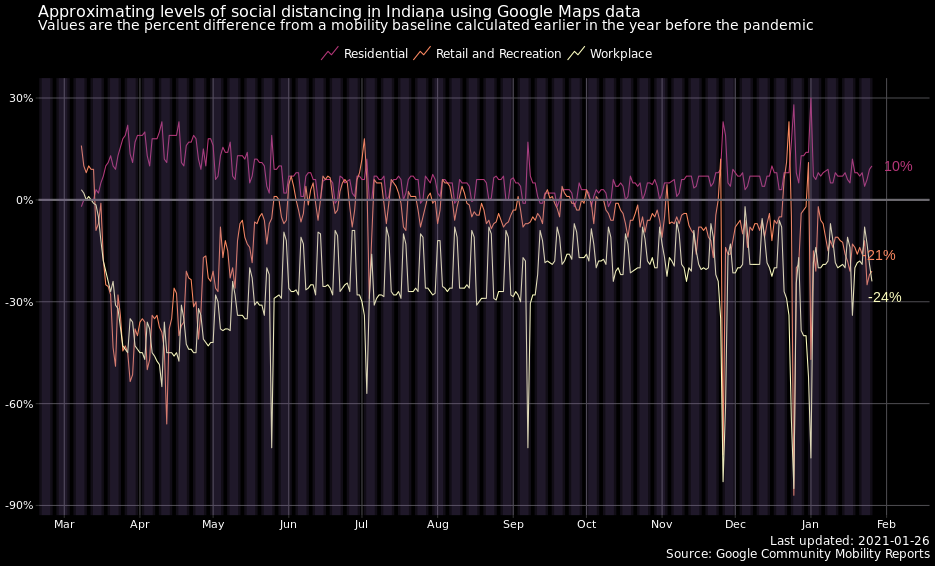 Approximating levels of social distancing in Indiana using Google Maps data
Values are the percent difference from a mobility baseline calculated earlier in the year before the pandemic
Residential Retail and Recreation Workplace
30%
0%
-30%
-60%
-90%
10%
-21%
-24%
Mar Apr May Jun Jul Aug Sep Oct Nov Dec Jan Feb
Last updated: 2021-01-26
Source: Google Community Mobility Reports